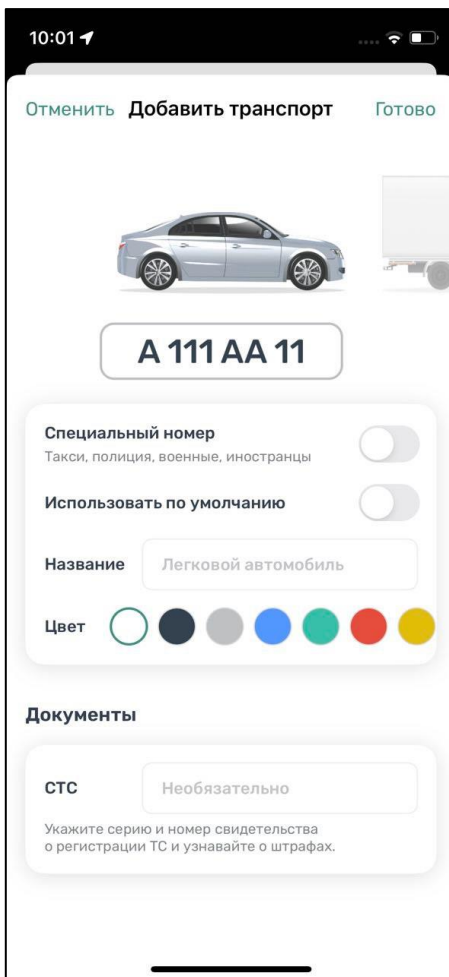 10:01
Отменить Добавить транспорт Готово
A 111 AA 11
Специальный номер
Такси, полиция, военные, иностранцы
Использовать по умолчанию
Название Легковой автомобиль
Цвет
Документы
СТС Необязательно
Укажите серию и номер свидетельства
о регистрации ТС и узнавайте о штрафах.